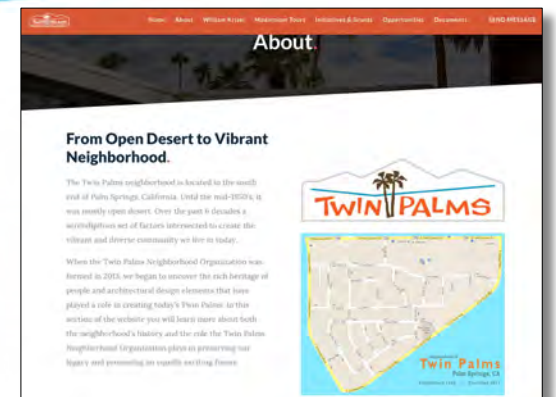 Home About William Krisel Modernism Tours Initiatives & Grants Opportunities Documents SEND MESSAGE
About.
From Open Desert to Vibrant
Neighborhood.
The Twin Palms neighborhood is located in the south
end of Palm Springs, California. Until the mid-1950's, it
was mostly open desert. Over the past 6 decades a
serendipitous set of factors intersected to create the
vibrant and diverse community we live in today.
When the Twin Palms Neighborhood Organization was
formed in 2013, we began to uncover the rich heritage of
people and architectural design elements that have
played a role in creating today's Twin Palms. In this
section of the website you will learn more about both
the neighborhood's history and the role the Twin Palms
Neighborhood Organization plays in preserving our
legacy and promoting an equally exciting future.
TWIN PALMS
Twin Palms
Palm Springs, CA